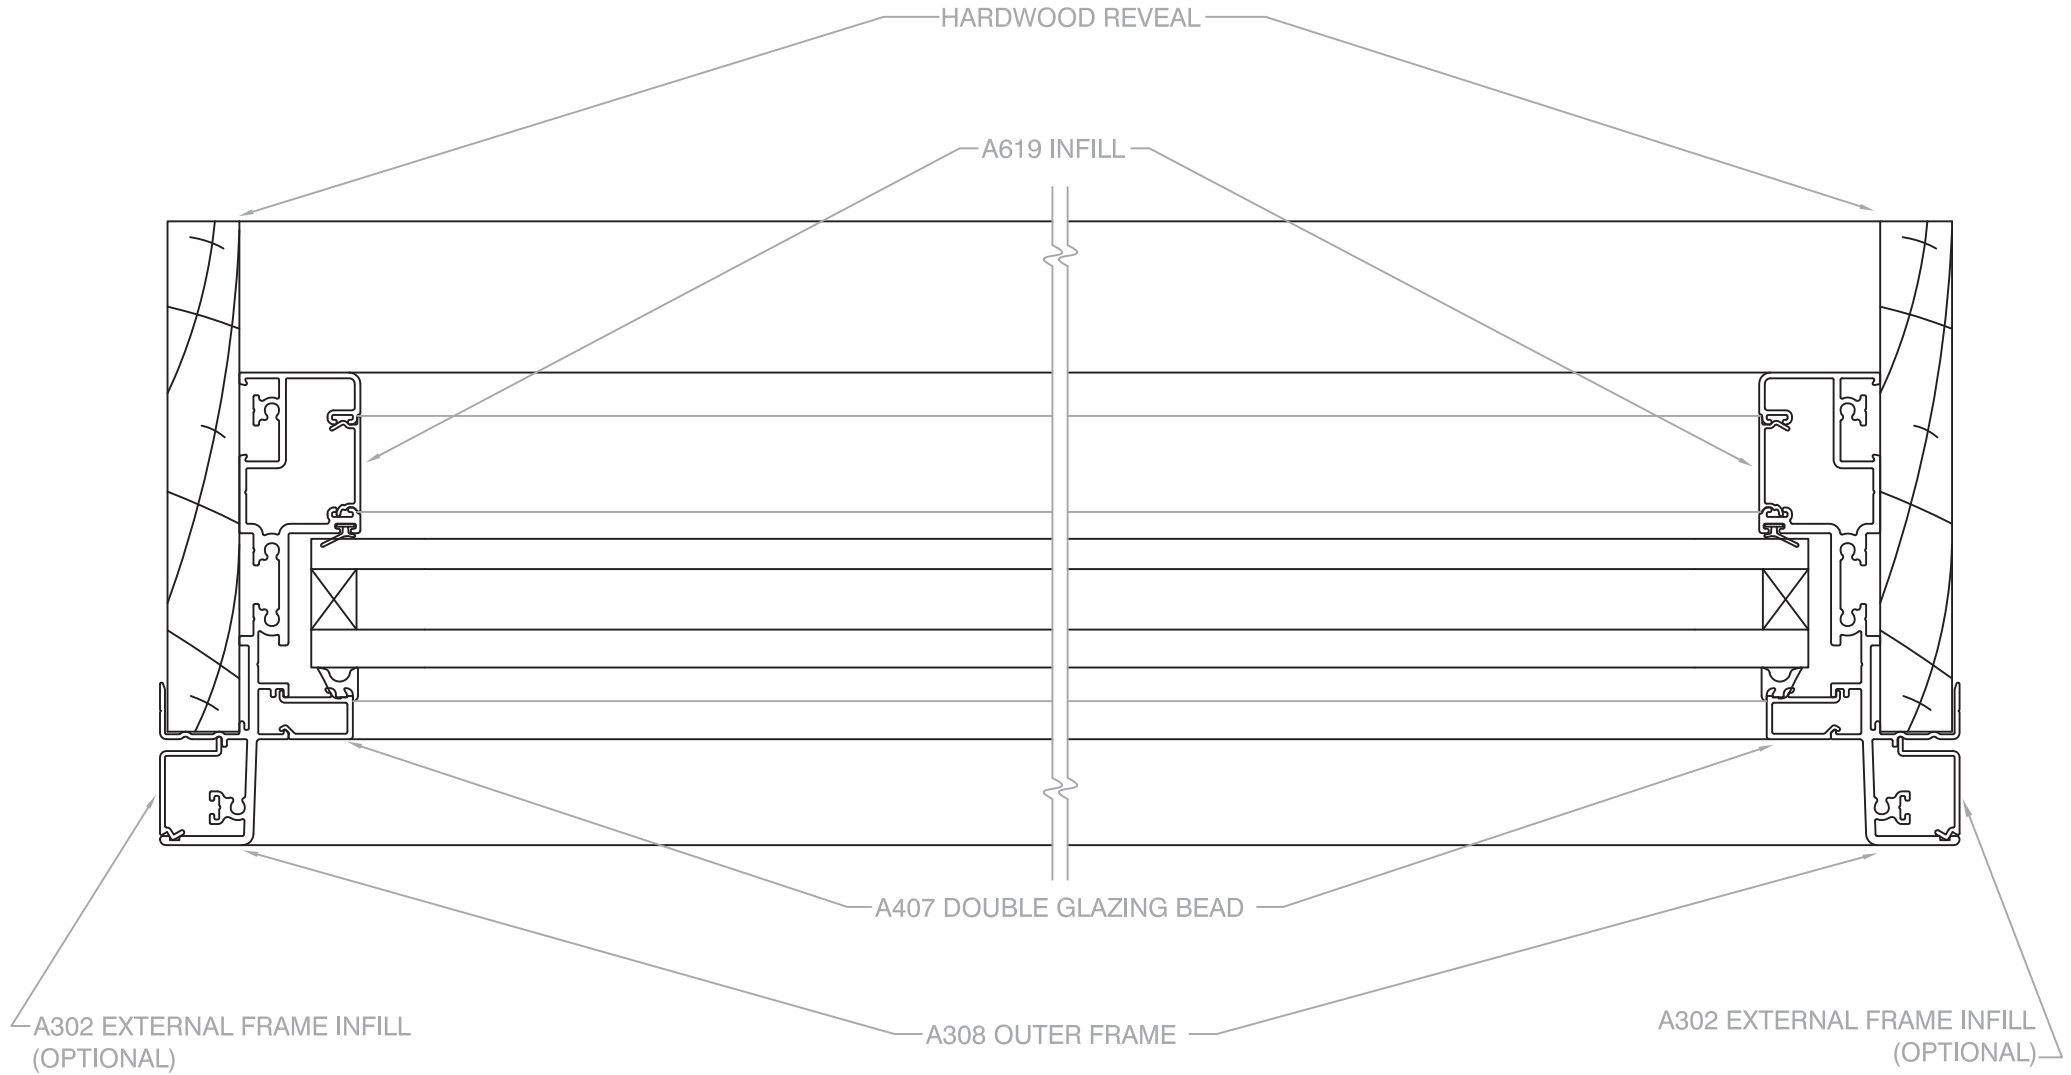 HARDWOOD REVEAL
A619 INFILL
A407 DOUBLE GLAZING BEAD
A302 EXTERNAL FRAME INFILL
(OPTIONAL)
A308 OUTER FRAME
A302 EXTERNAL FRAME INFILL
(OPTIONAL)